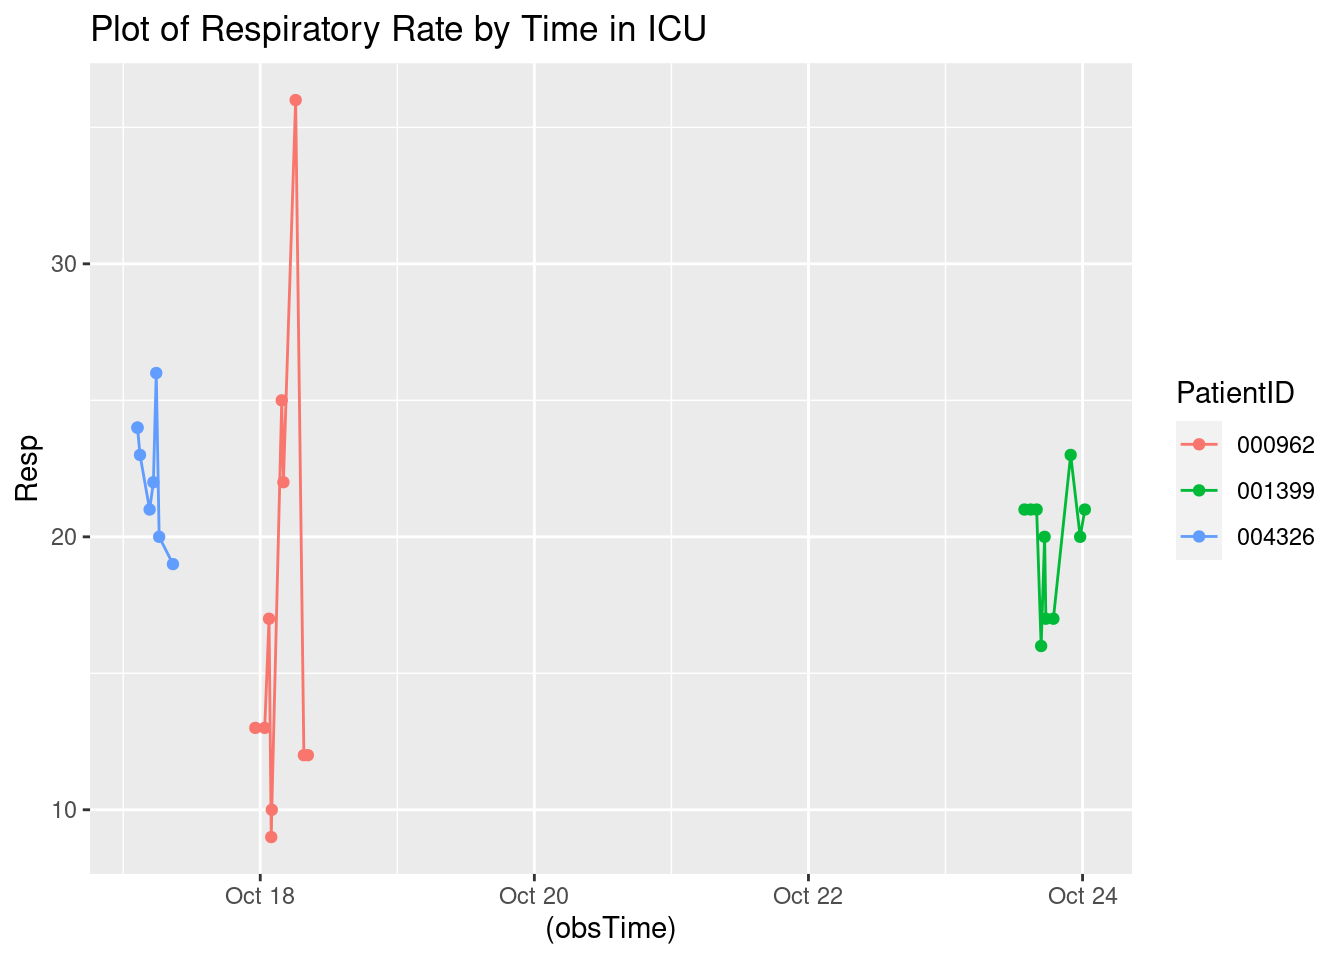 Plot of Respiratory Rate by Time in ICU
30
20
10
Resp
Oct 18
Oct 20
Oct 22
Oct 24
(obsTime)
PatientID
000962
001399
004326